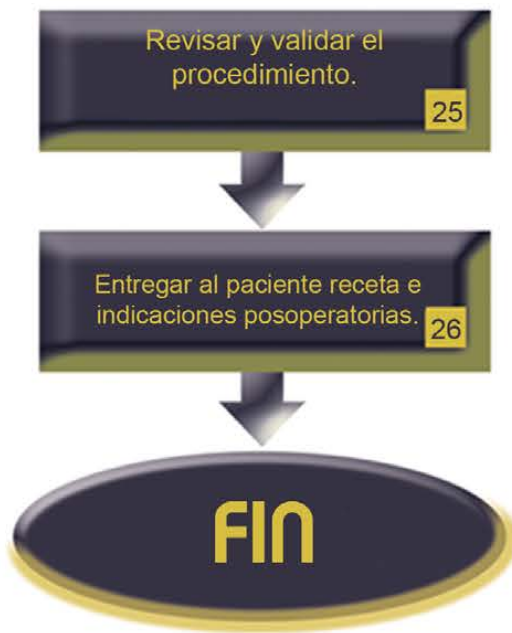 Revisar y validar el
procedimiento.
25
Entregar al paciente receta e
indicaciones posoperatorias.
26
FIN